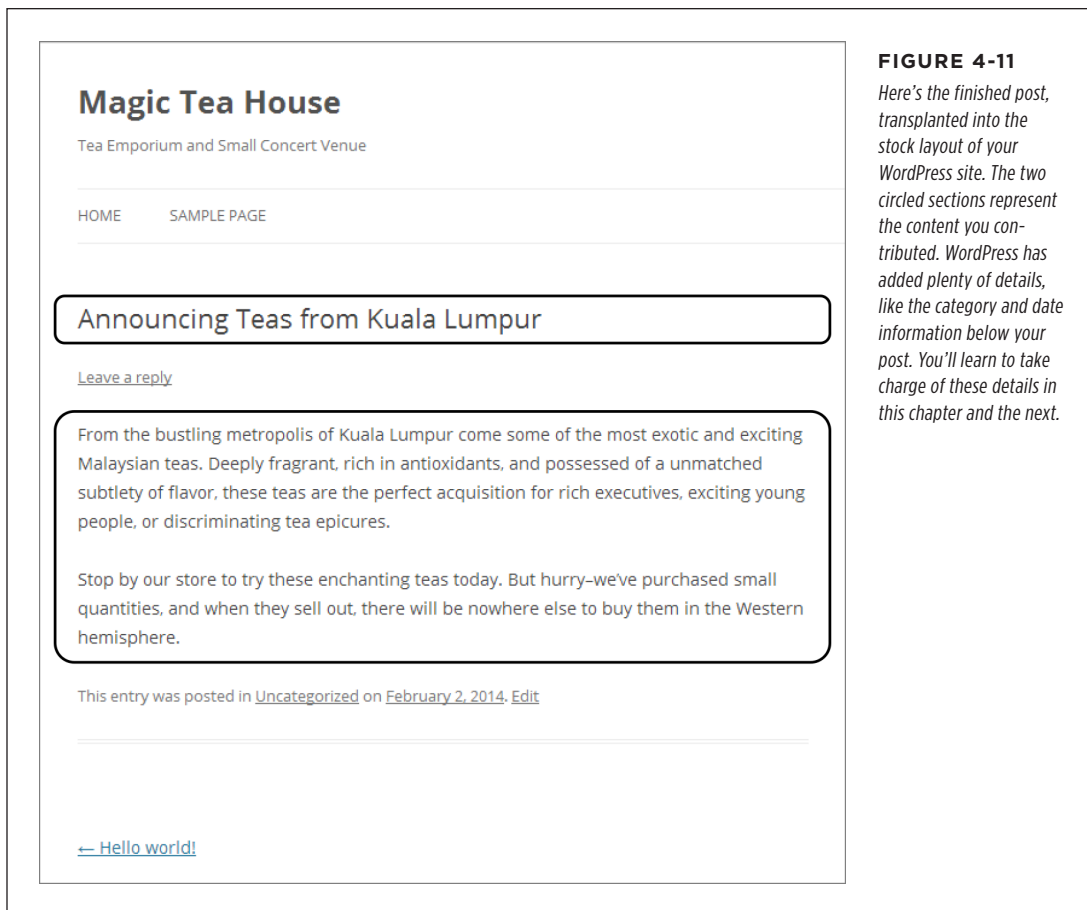 Magic Tea House
Tea Emporium and Small Concert Venue
HOME SAMPLE PAGE
Announcing Teas from Kuala Lumpur
Leave a reply
From the bustling metropolis of Kuala Lumpur come some of the most exotic and exciting
Malaysian teas. Deeply fragrant, rich in antioxidants, and possessed of a unmatched
subtlety of flavor, these teas are the perfect acquisition for rich executives, exciting young
people, or discriminating tea epicures.
Stop by our store to try these enchanting teas today. But hurry–we've purchased small
quantities, and when they sell out, there will be nowhere else to buy them in the Western
hemisphere.
This entry was posted in Uncategorized on February 2, 2014. Edit
← Hello world!
FIGURE 4-11
Here's the finished post,
transplanted into the
stock layout of your
WordPress site. The two
circled sections represent
the content you con-
tributed. WordPress has
added plenty of details,
like the category and date
information below your
post. You'll learn to take
charge of these details in
this chapter and the next.